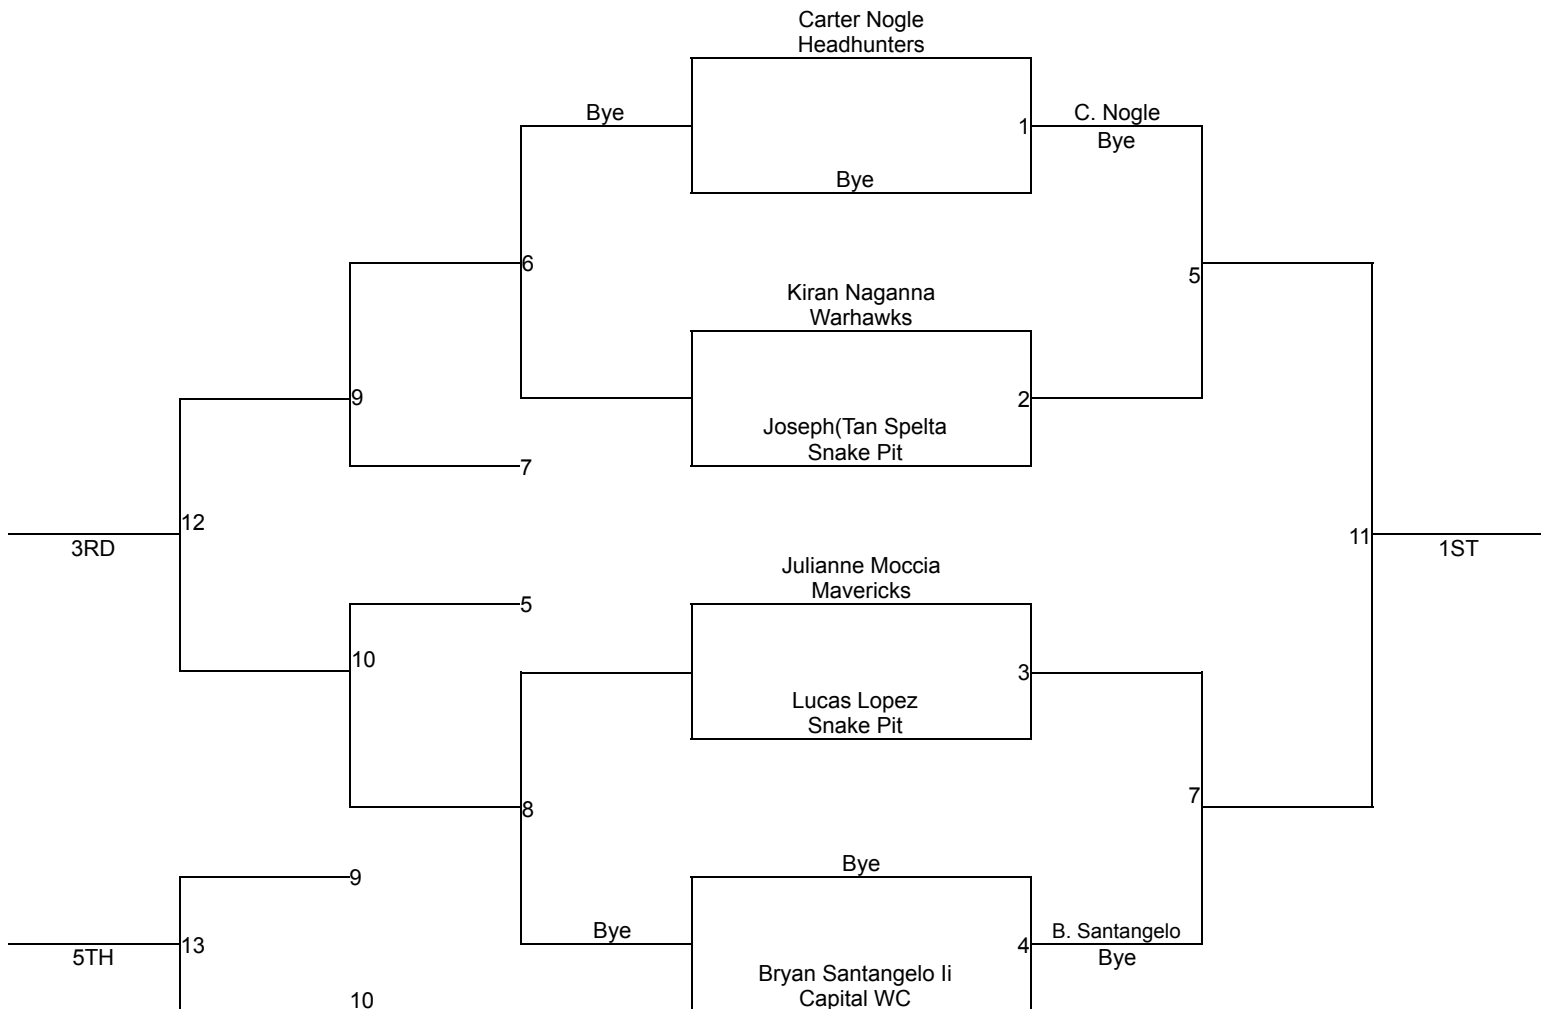 Carter Nogle
Headhunters
Bye
1
C. Nogle
Bye
Bye
6
5
Kiran Naganna
Warhawks
9
2
Joseph(Tan Spelta
Snake Pit
7
12
3RD
11
1ST
Julianne Moccia
Mavericks
5
10
3
Lucas Lopez
Snake Pit
7
8
Bye
9
Bye
B. Santangelo
4
Bye
13
5TH
Bryan Santangelo Ii
Capital WC
10